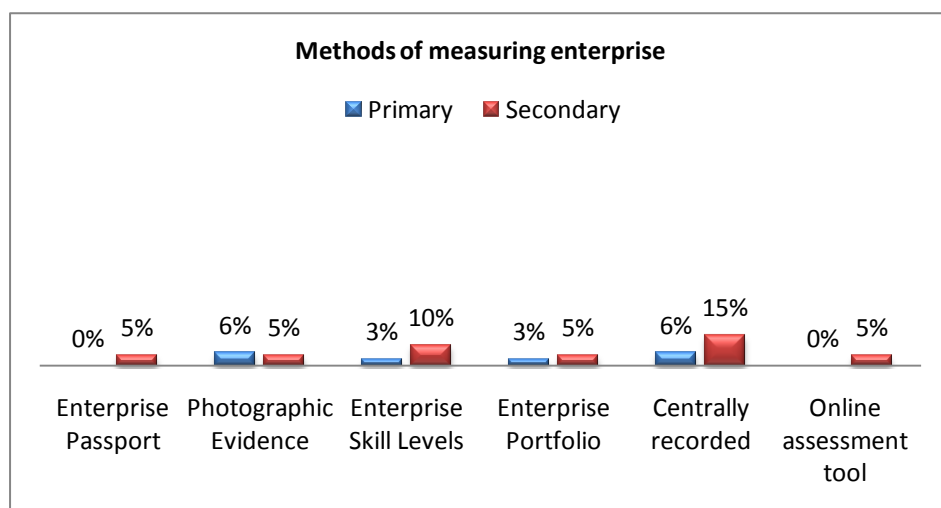 Methods of measuring enterprise
Primary Secondary
0% 5% 6% 5% 3% 10% 3% 5% 6% 15% 0% 5%
Enterprise Photographic Enterprise Enterprise Centrally Online
Passport Evidence Skill Levels Portfolio recorded assessment
tool